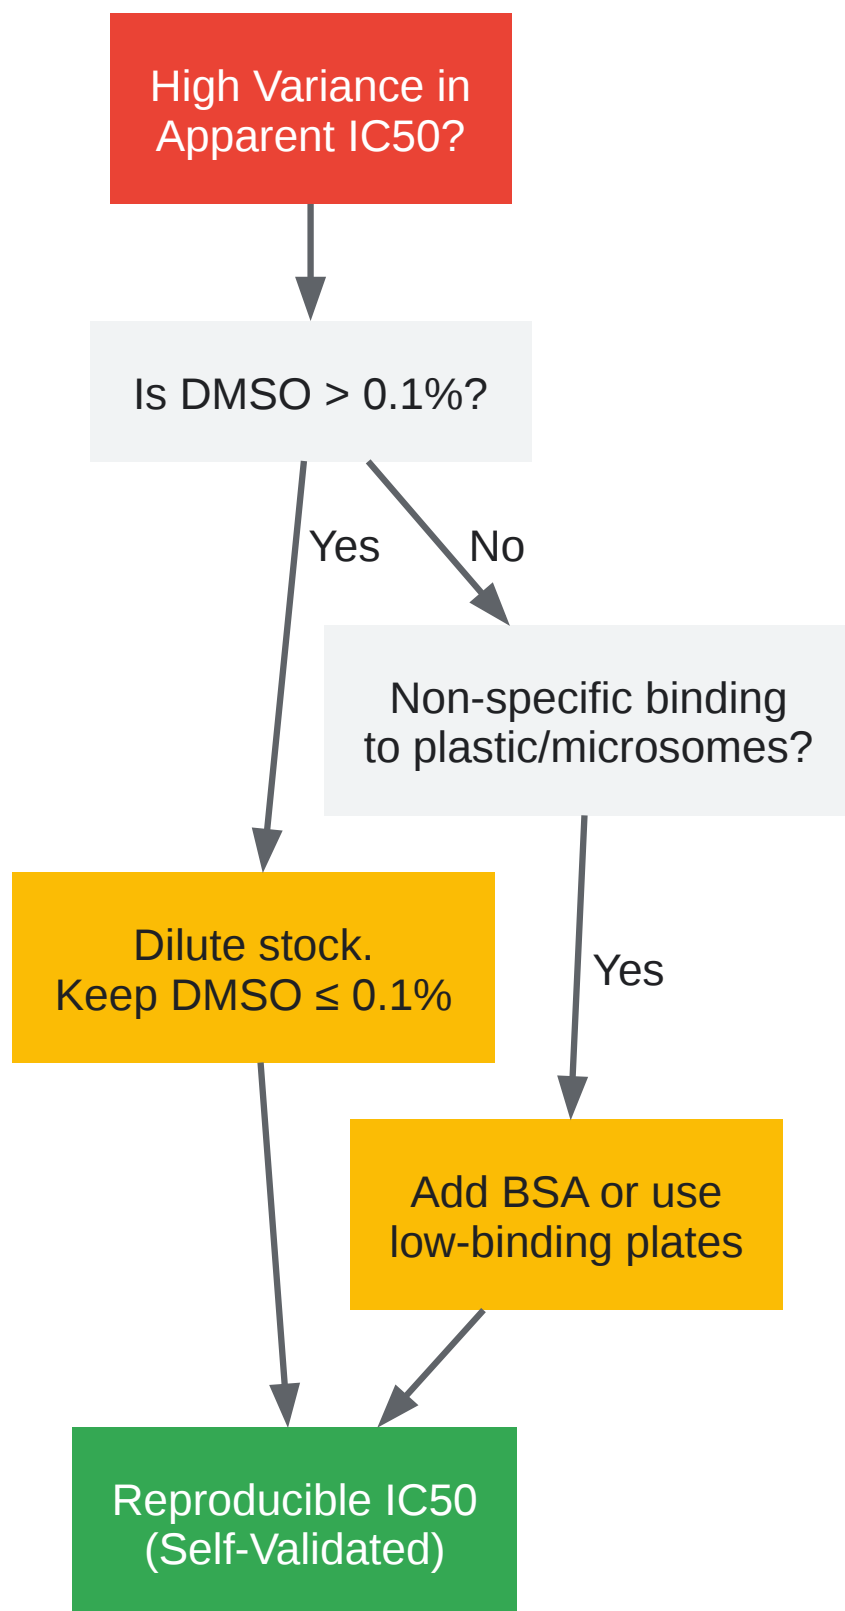 High Variance in
Apparent IC50?
Is DMSO > 0.1%?
Yes
No
Non-specific binding
to plastic/microsomes?
Dilute stock.
Keep DMSO ≤ 0.1%
Yes
Add BSA or use
low-binding plates
Reproducible IC50
(Self-Validated)